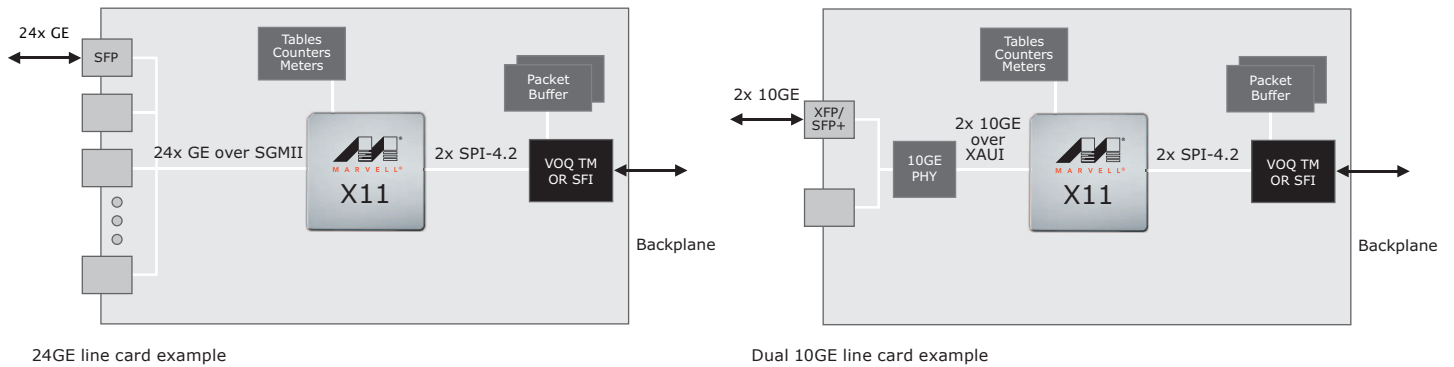 24x GE
SFP
24x GE over SGMII
Tables
Counters
Meters
MARVELL®
X11
2x SPI-4.2
Packet
Buffer
VOQ TM
OR SFI
Backplane
24GE line card example
2x 10GE
XFP/
SFP+
10GE
PHY
2x 10GE
over
XAUI
Tables
Counters
Meters
MARVELL®
X11
2x SPI-4.2
Packet
Buffer
VOQ TM
OR SFI
Backplane
Dual 10GE line card example